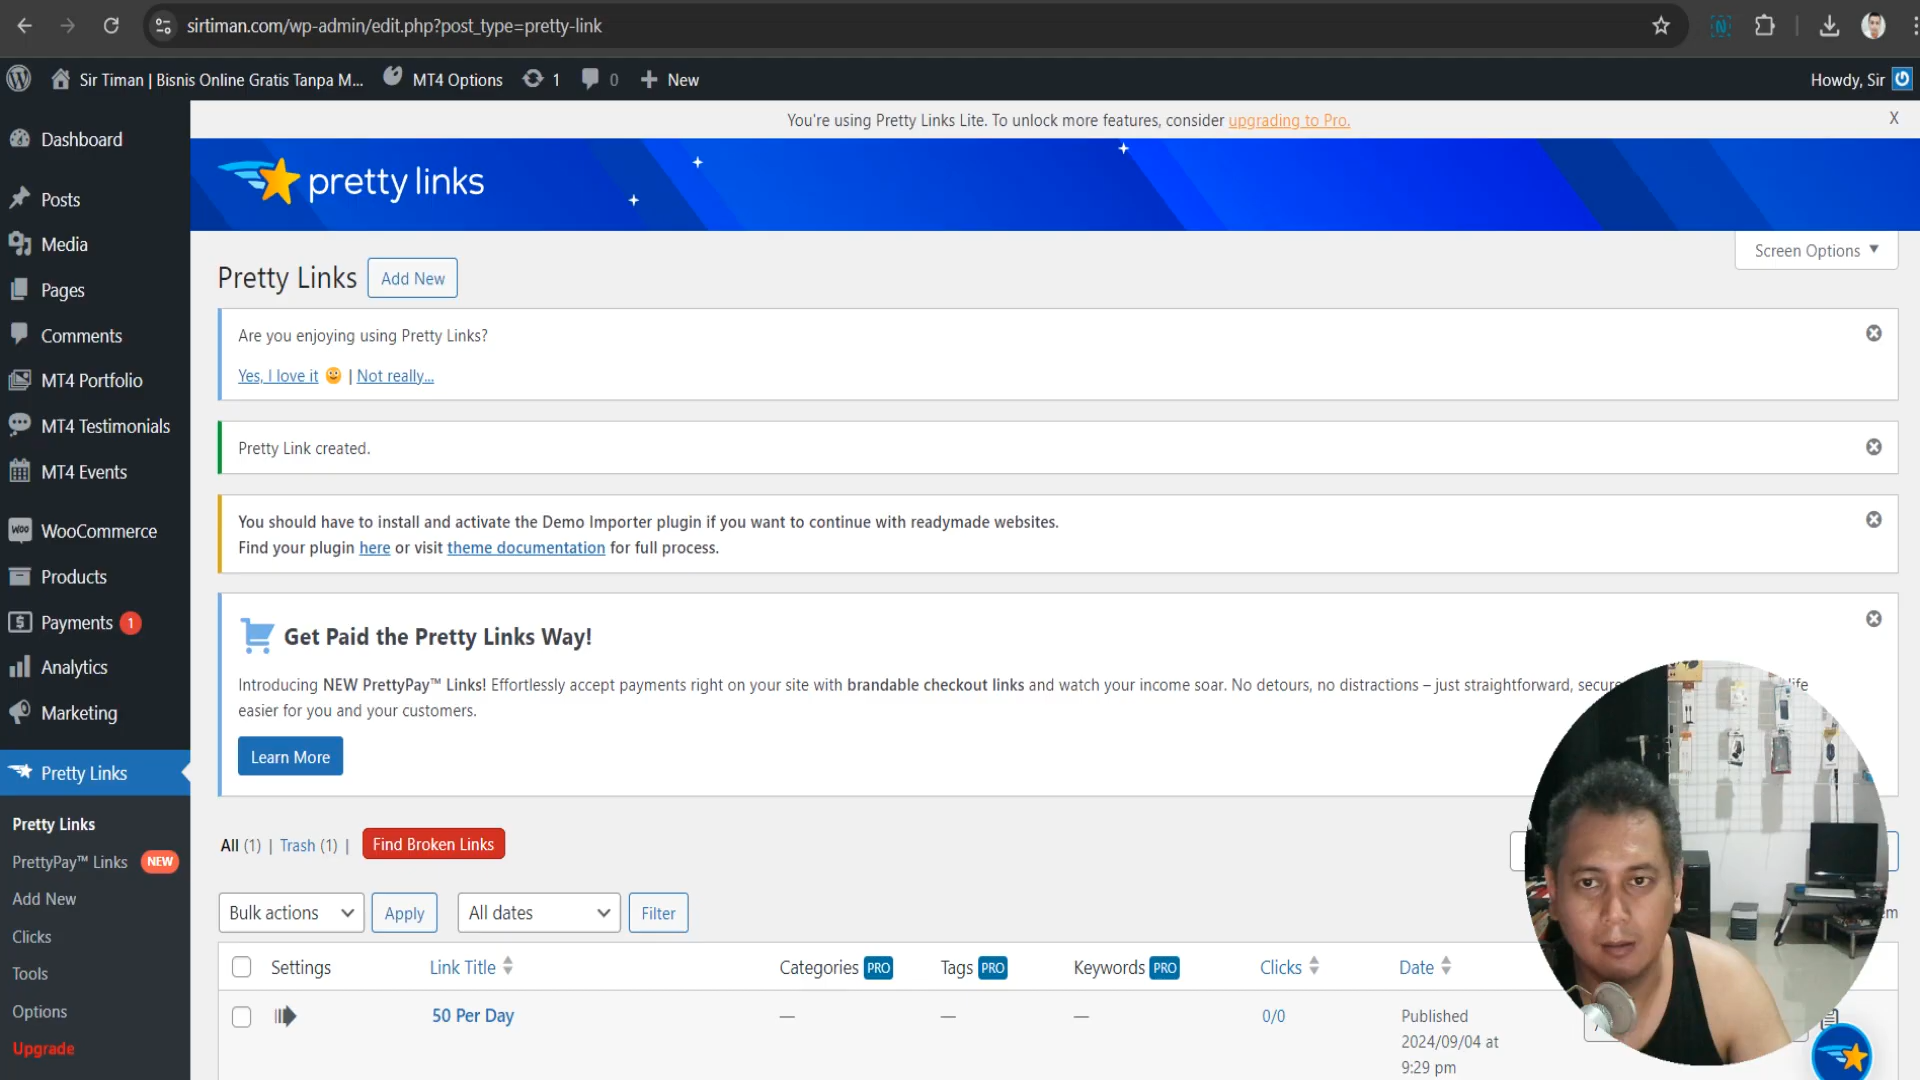 sirtiman.com/wp-admin/edit.php?post_type=pretty-link
Sir Timan | Bisnis Online Gratis Tanpa M...
MT4 Options
1
0
New
Howdy, Sir
You're using Pretty Links Lite. To unlock more features, consider upgrading to Pro.
X
Dashboard
Posts
Media
Pages
Comments
MT4 Portfolio
MT4 Testimonials
MT4 Events
WooCommerce
Products
Payments 1
Analytics
Marketing
Pretty Links
Pretty Links
PrettyPay™ Links NEW
Add New
Clicks
Tools
Options
Upgrade
pretty links
Screen Options
Pretty Links
Add New
Are you enjoying using Pretty Links?
Yes, I love it | Not really...
Pretty Link created.
You should have to install and activate the Demo Importer plugin if you want to continue with readymade websites.
Find your plugin here or visit theme documentation for full process.
Get Paid the Pretty Links Way!
Introducing NEW PrettyPay™ Links! Effortlessly accept payments right on your site with brandable checkout links and watch your income soar. No detours, no distractions – just straightforward, secure life
easier for you and your customers.
Learn More
All (1) | Trash (1) |
Find Broken Links
Bulk actions
Apply
All dates
Filter
Settings
Link Title
Categories PRO
Tags PRO
Keywords PRO
Clicks
Date
50 Per Day
—
—
—
0/0
Published
2024/09/04 at
9:29 pm